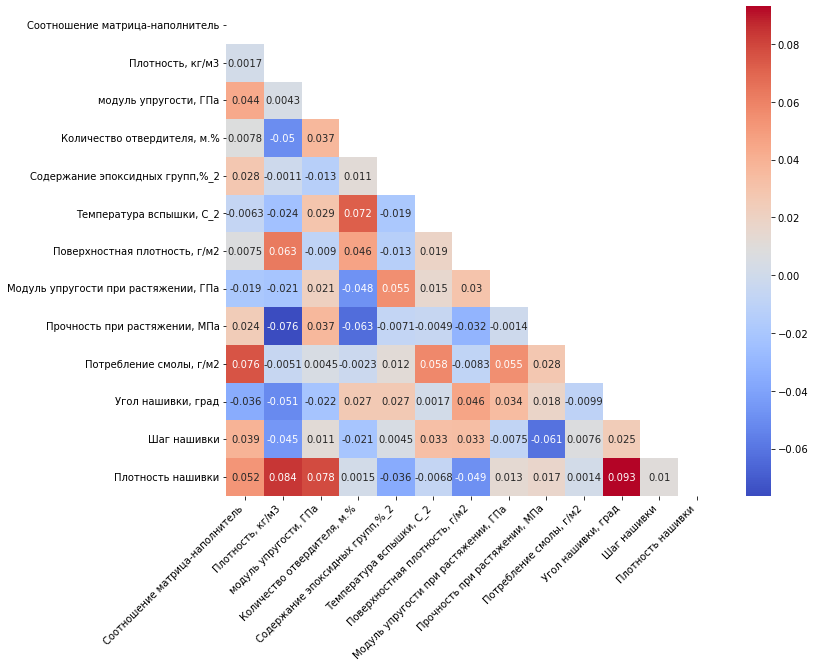 Соотношение матрица-наполнитель
Плотность, кг/м3 0.0017
модуль упругости, ГПа 0.044 0.0043
Количество отвердителя, м.% 0.0078 -0.05 0.037
Содержание эпоксидных групп,%_2 0.028 -0.0011 -0.013 0.011
Температура вспышки, С_2 -0.0063 -0.024 0.029 0.072 -0.019
Поверхностная плотность, г/м2 0.0075 0.063 -0.009 0.046 -0.013 0.019
Модуль упругости при растяжении, ГПа -0.019 -0.021 0.021 -0.048 0.055 0.015 0.03
Прочность при растяжении, МПа 0.024 -0.076 0.037 -0.063 -0.0071 -0.0049 -0.032 -0.0014
Потребление смолы, г/м2 0.076 -0.0051 0.0045 -0.0023 0.012 0.058 -0.0083 0.055 0.028
Угол нашивки, град -0.036 -0.051 -0.022 0.027 0.027 0.0017 0.046 0.034 0.018 -0.0099
Шаг нашивки 0.039 -0.045 0.011 -0.021 0.0045 0.033 0.033 -0.0075 -0.061 0.0076 0.025
Плотность нашивки 0.052 0.084 0.078 0.0015 -0.036 -0.0068 -0.049 0.013 0.017 0.0014 0.093 0.01
Соотношение матрица-наполнитель
Плотность, кг/м3
модуль упругости, ГПа
Количество отвердителя, м.%
Содержание эпоксидных групп,%_2
Температура вспышки, С_2
Поверхностная плотность, г/м2
Модуль упругости при растяжении, ГПа
Прочность при растяжении, МПа
Потребление смолы, г/м2
Угол нашивки, град
Шаг нашивки
Плотность нашивки
0.08
0.06
0.04
0.02
0.00
−0.02
−0.04
−0.06